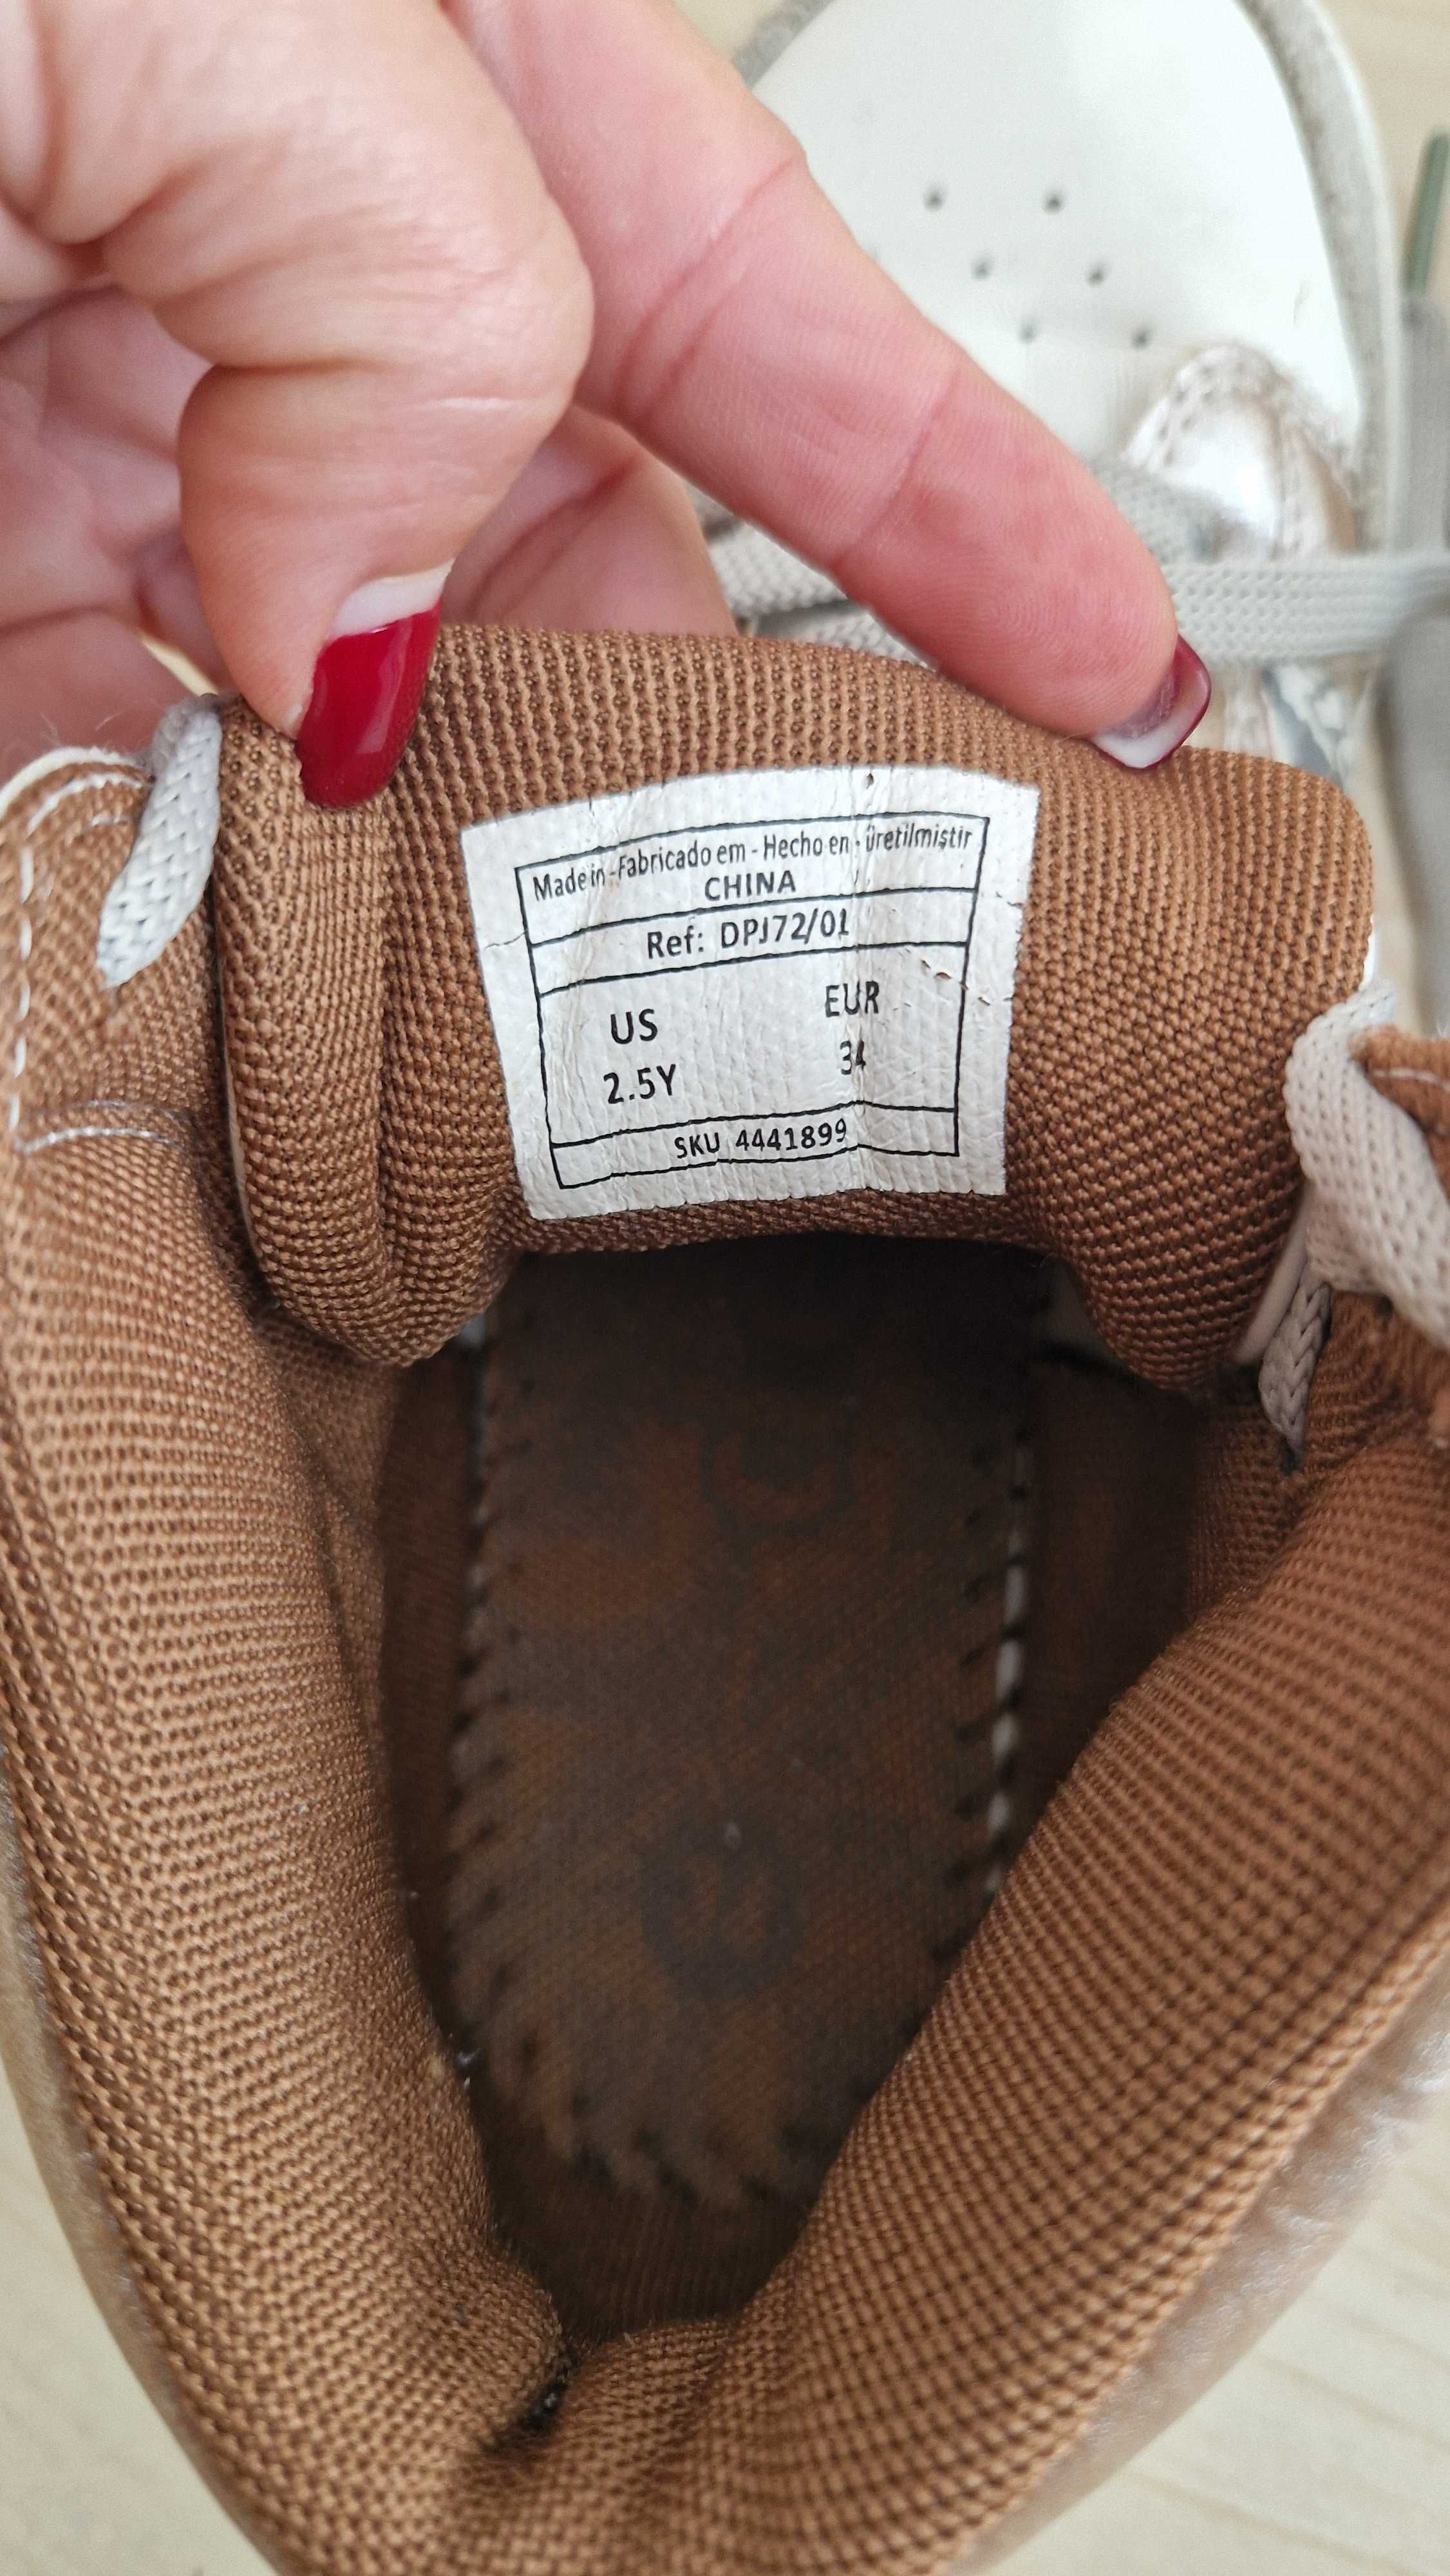 Made in - Fabricado em - Hecho en - üretilmiştir
CHINA
Ref: DPJ72/01
US EUR
2.5Y 34
SKU 4441899